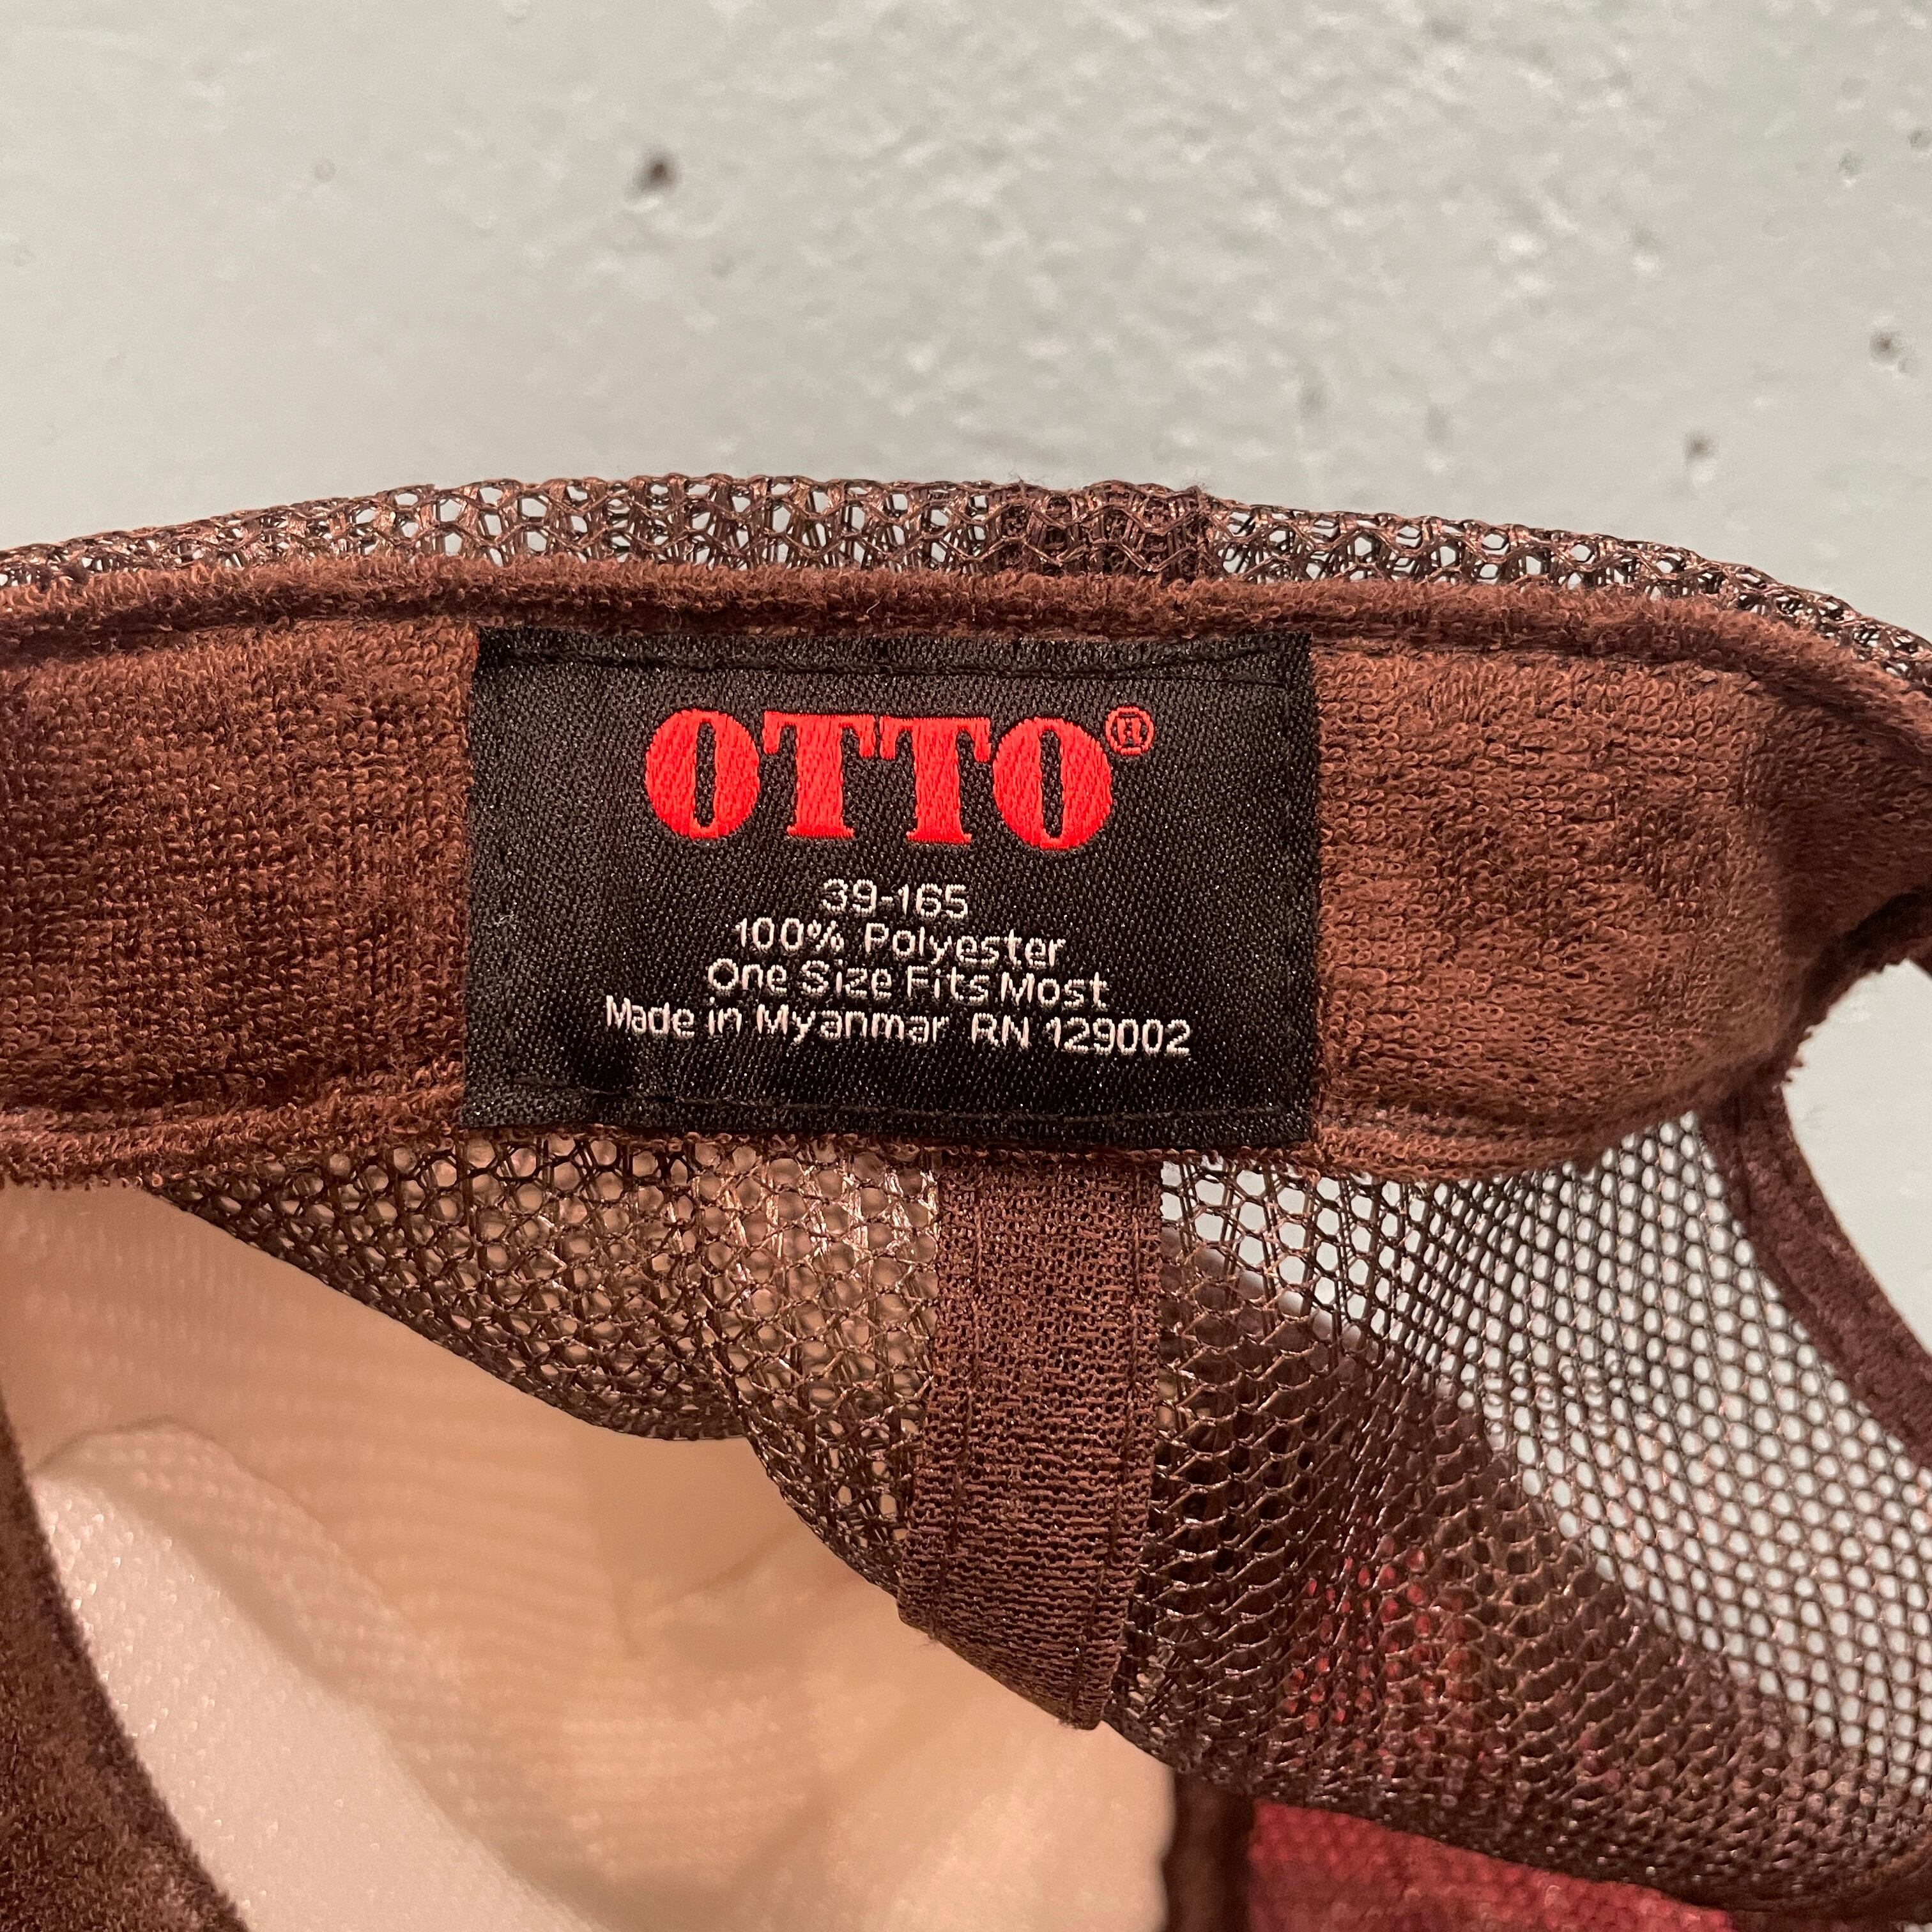 OTTO®
39-165
100% Polyester
One Size Fits Most
Made in Myanmar RN 129002